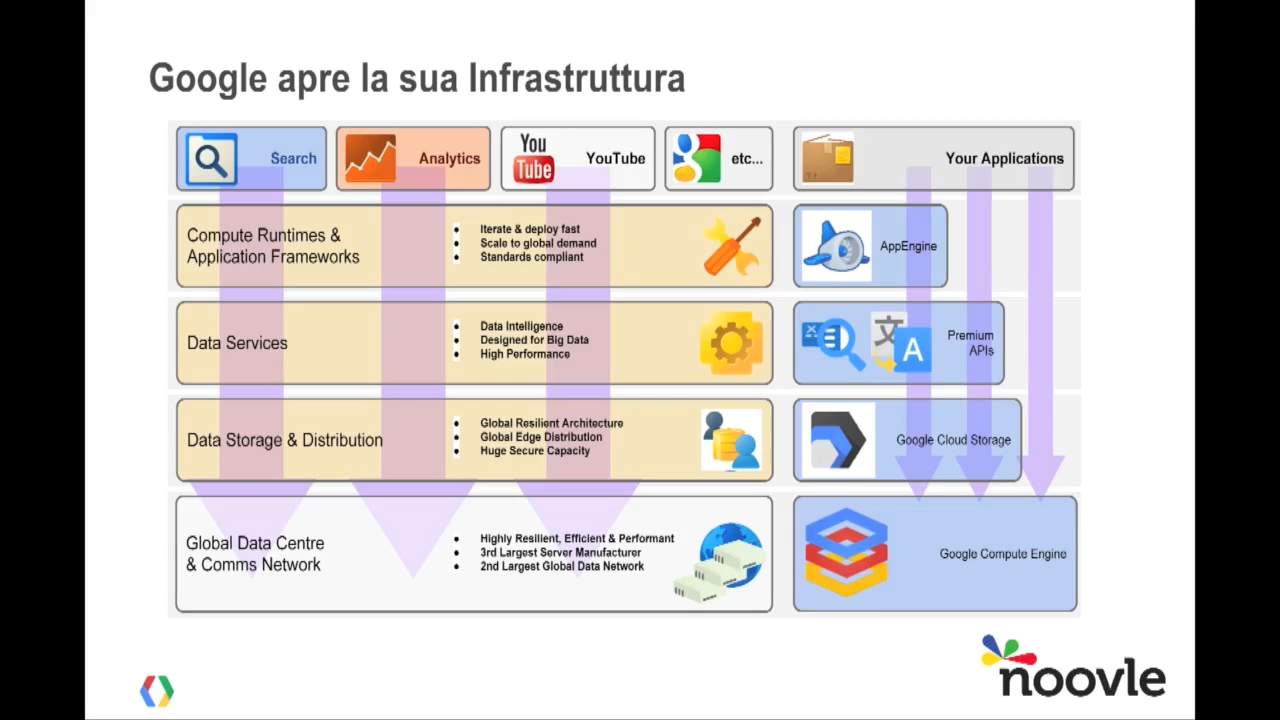 Google apre la sua Infrastruttura
Search
Analytics
You
Tube
YouTube
etc...
Your Applications
Compute Runtimes &
Application Frameworks
Iterate & deploy fast
Scale to global demand
Standards compliant
AppEngine
Data Services
Data Intelligence
Designed for Big Data
High Performance
文
A
Premium
APIs
Data Storage & Distribution
Global Resilient Architecture
Global Edge Distribution
Huge Secure Capacity
Google Cloud Storage
Global Data Centre
& Comms Network
Highly Resilient, Efficient & Performant
3rd Largest Server Manufacturer
2nd Largest Global Data Network
Google Compute Engine
noovle